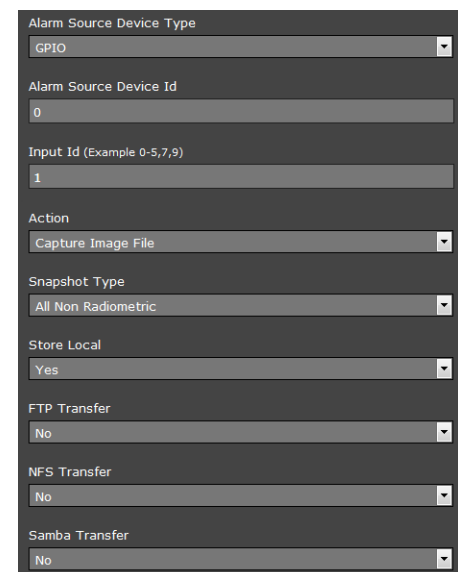 Alarm Source Device Type
GPIO
Alarm Source Device Id
0
Input Id (Example 0-5,7,9)
1
Action
Capture Image File
Snapshot Type
All Non Radiometric
Store Local
Yes
FTP Transfer
No
NFS Transfer
No
Samba Transfer
No